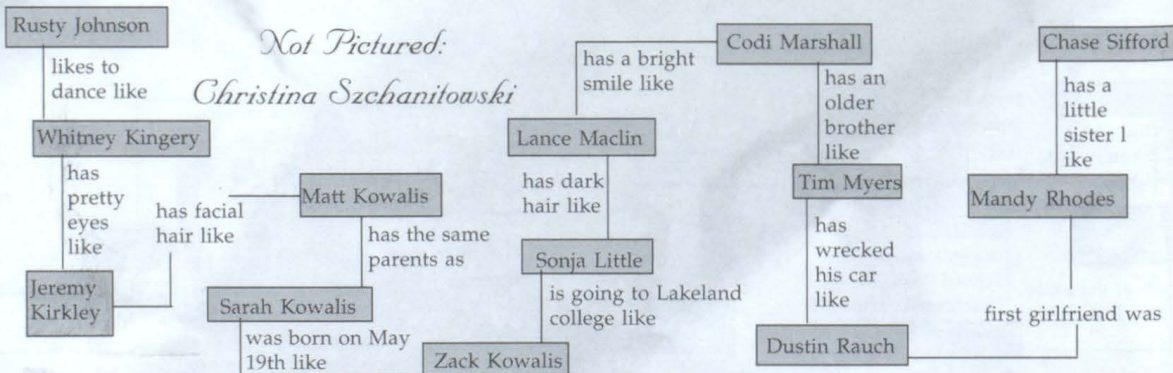 Rusty Johnson
likes to
dance like
Whitney Kingery
has
pretty
eyes
like
Jeremy
Kirkley
has facial
hair like
Matt Kowalis
has the same
parents as
Sarah Kowalis
was born on May
19th like
Not Pictured:
Christina Szchanitowski
Zack Kowalis
is going to Lakeland
college like
Sonja Little
has dark
hair like
Lance Maclin
has a bright
smile like
Codi Marshall
has an
older
brother
like
Tim Myers
has
wrecked
his car
like
Dustin Rauch
first girlfriend was
Mandy Rhodes
has a
little
sister l
ike
Chase Sifford